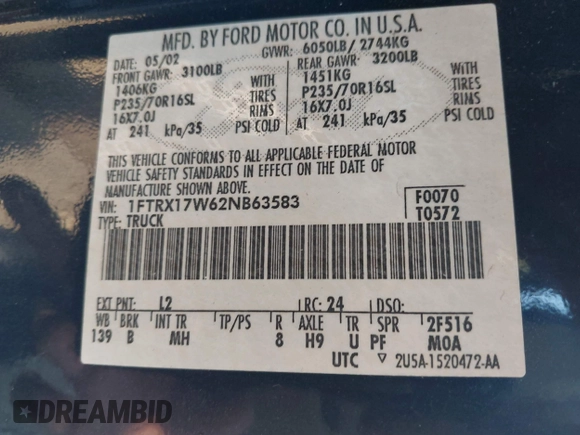 MFD. BY FORD MOTOR CO. IN U.S.A.
DATE: 05/02 GVWR: 6050LB/ 2744KG
FRONT GAWR: 3100LB REAR GAWR: 3200LB
1406KG WITH 1451KG WITH
P235/70R16SL TIRES P235/70R16SL TIRES
16X7.0J RIMS 16X7.0J RIMS
AT 241 kPa/35 PSI COLD AT 241 kPa/35 PSI COLD
THIS VEHICLE CONFORMS TO ALL APPLICABLE FEDERAL MOTOR
VEHICLE SAFETY STANDARDS IN EFFECT ON THE DATE OF
MANUFACTURE SHOWN ABOVE.
VIN: 1FTRX17W62NB63583 F0070
TYPE: TRUCK T0572
EXT PNT: L2 RC: 24 DSO:
WB BRK INT TR TP/PS R AXLE TR SPR 2F516
139 B MH 8 H9 U PF M0A
UTC ▽ 2U5A-1520472-AA
DREAMBID